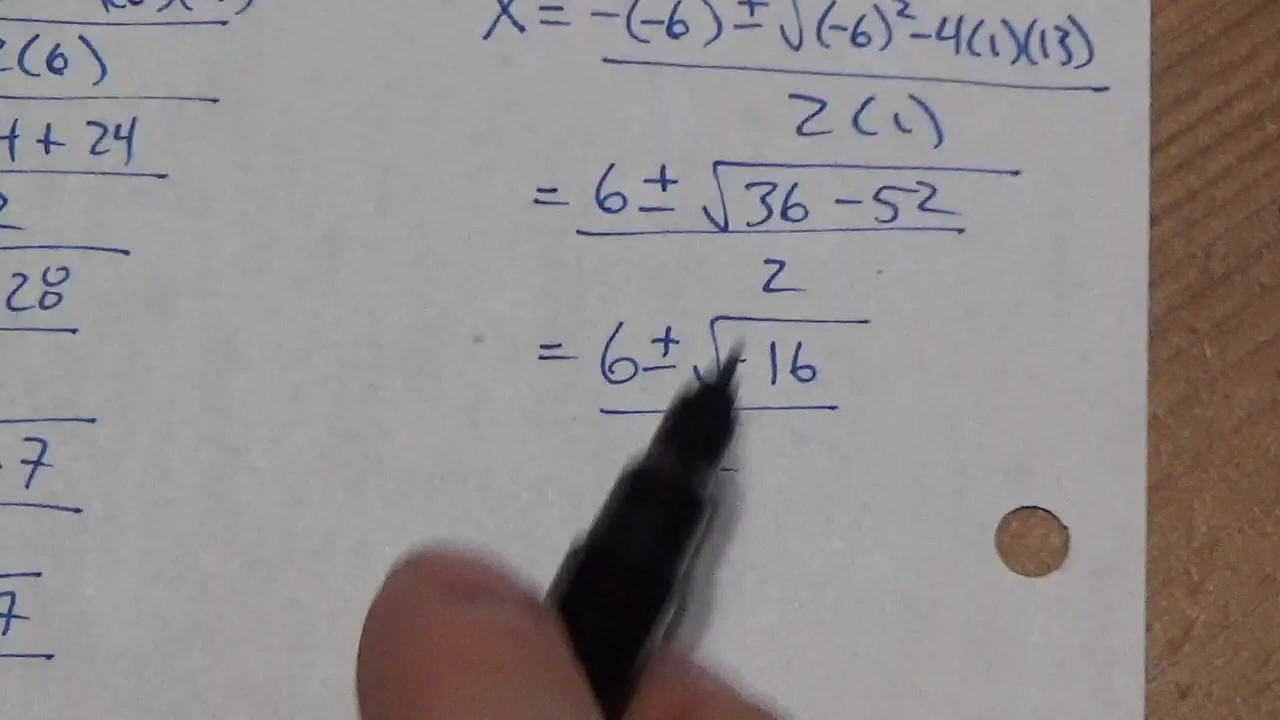 2(6)
+ 24
28
7
7
x = -(-6) ± √(-6)²-4(1)(13)
2(1)
= 6 ± √36 - 52
2
= 6 ± √-16